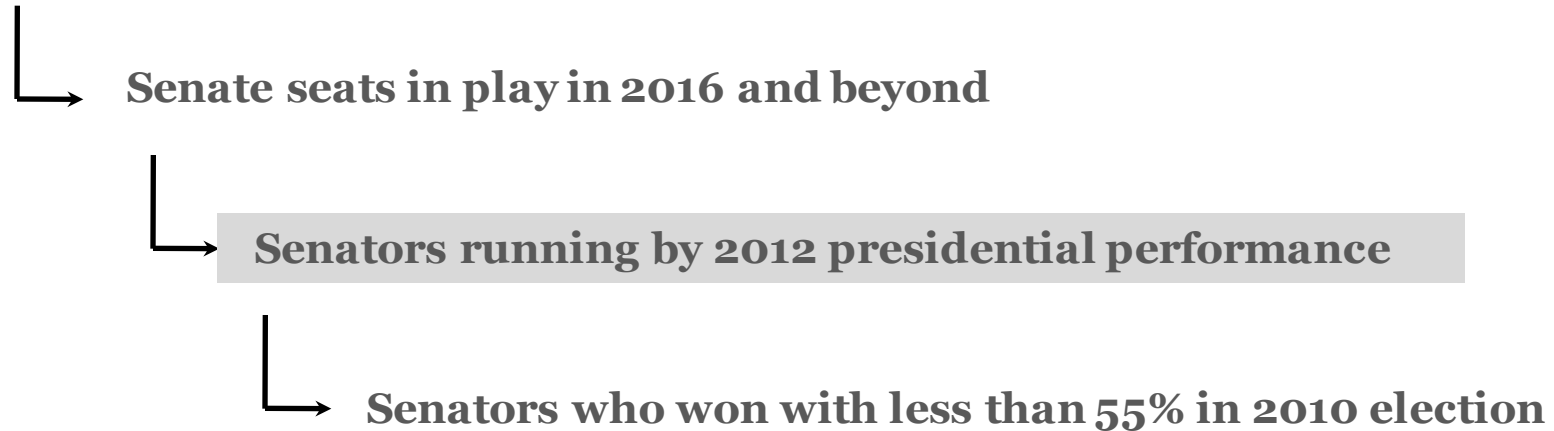 Senate seats in play in 2016 and beyond
Senators running by 2012 presidential performance
Senators who won with less than 55% in 2010 election